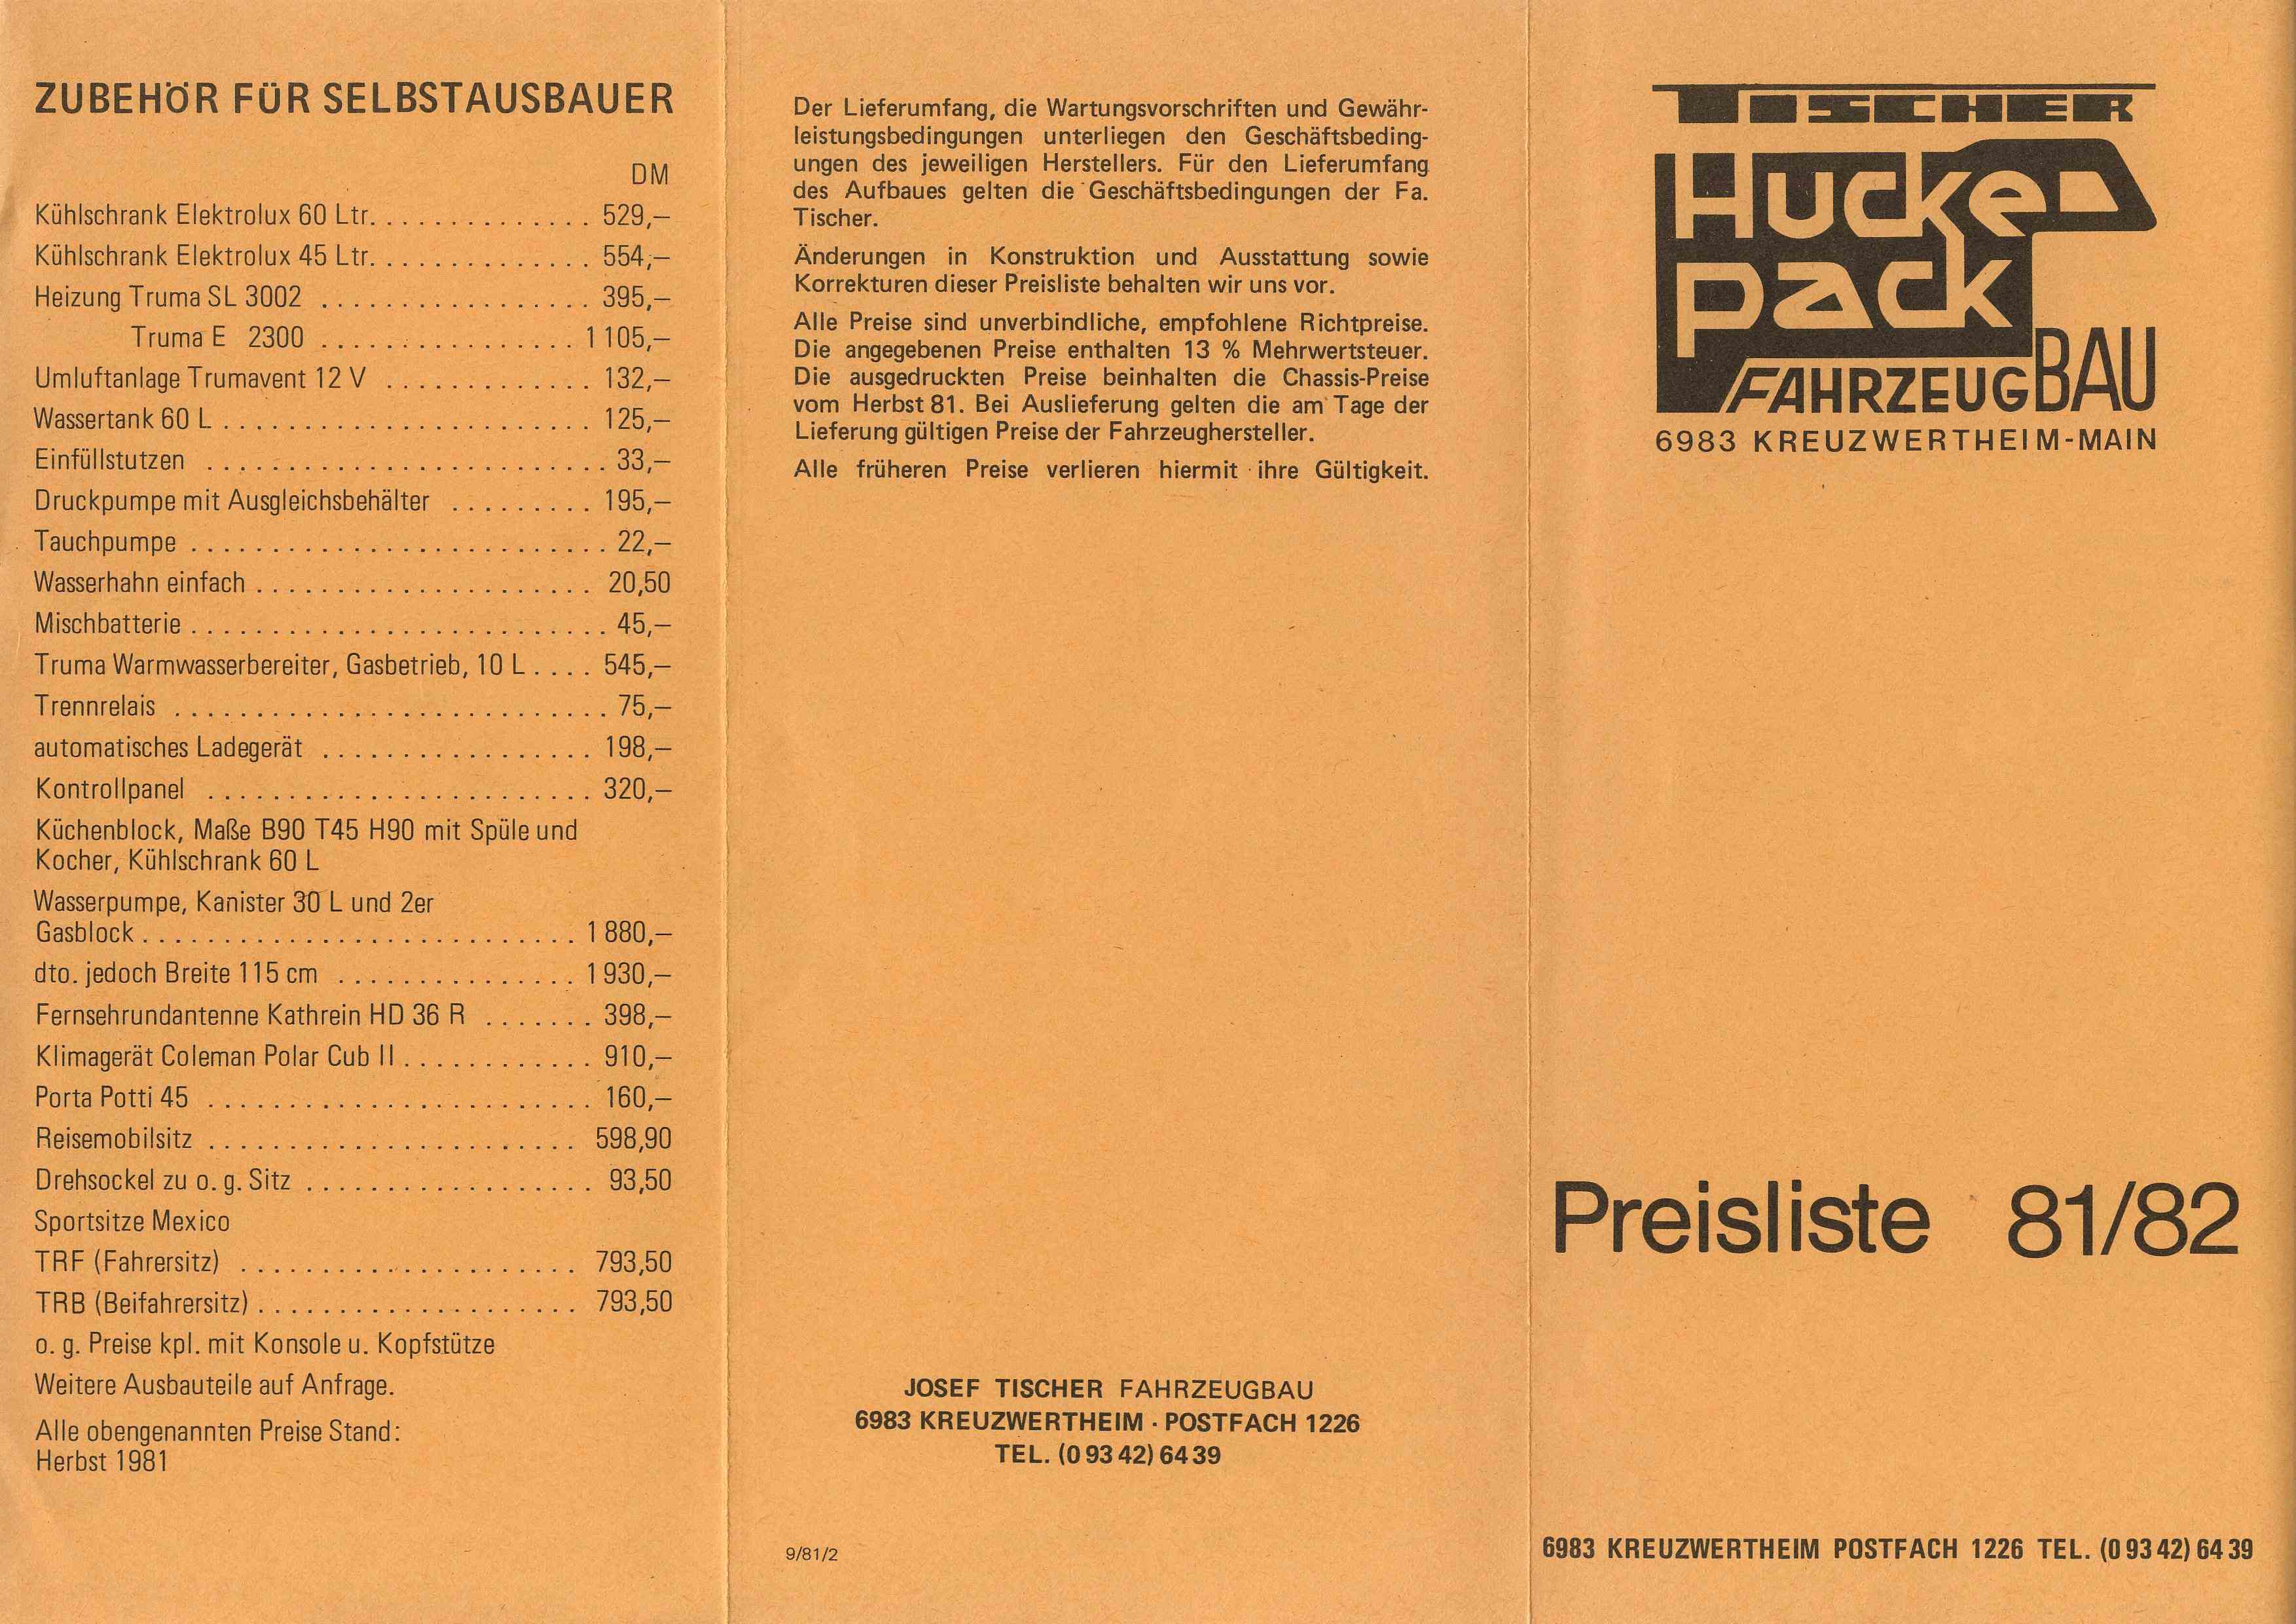 ZUBEHÖR FÜR SELBSTAUSBAUER
DM
Kühlschrank Elektrolux 60 Ltr. . . . . . . . . . . . . . . 529,—
Kühlschrank Elektrolux 45 Ltr. . . . . . . . . . . . . . . 554,—
Heizung Truma SL 3002 . . . . . . . . . . . . . . . . . 395,—
Truma E 2300 . . . . . . . . . . . . . . . . 1 105,—
Umluftanlage Trumavent 12 V . . . . . . . . . . . . . 132,—
Wassertank 60 L . . . . . . . . . . . . . . . . . . . . . . . 125,—
Einfüllstutzen . . . . . . . . . . . . . . . . . . . . . . . . . 33,—
Druckpumpe mit Ausgleichsbehälter . . . . . . . . . 195,—
Tauchpumpe . . . . . . . . . . . . . . . . . . . . . . . . . . 22,—
Wasserhahn einfach . . . . . . . . . . . . . . . . . . . . . 20,50
Mischbatterie . . . . . . . . . . . . . . . . . . . . . . . . . . 45,—
Truma Warmwasserbereiter, Gasbetrieb, 10 L . . . . 545,—
Trennrelais . . . . . . . . . . . . . . . . . . . . . . . . . . . 75,—
automatisches Ladegerät . . . . . . . . . . . . . . . . . 198,—
Kontrollpanel . . . . . . . . . . . . . . . . . . . . . . . . 320,—
Küchenblock, Maße B90 T45 H90 mit Spüle und
Kocher, Kühlschrank 60 L
Wasserpumpe, Kanister 30 L und 2er
Gasblock . . . . . . . . . . . . . . . . . . . . . . . . . . . 1 880,—
dto. jedoch Breite 115 cm . . . . . . . . . . . . . . . 1 930,—
Fernsehrundantenne Kathrein HD 36 R . . . . . . . 398,—
Klimagerät Coleman Polar Cub II . . . . . . . . . . . . 910,—
Porta Potti 45 . . . . . . . . . . . . . . . . . . . . . . . . 160,—
Reisemobilsitz . . . . . . . . . . . . . . . . . . . . . . . 598,90
Drehsockel zu o. g. Sitz . . . . . . . . . . . . . . . . . . 93,50
Sportsitze Mexico
TRF (Fahrersitz) . . . . . . . . . . . . . . . . . . . . . 793,50
TRB (Beifahrersitz) . . . . . . . . . . . . . . . . . . . . 793,50
o. g. Preise kpl. mit Konsole u. Kopfstütze
Weitere Ausbauteile auf Anfrage.
Alle obengenannten Preise Stand:
Herbst 1981
Der Lieferumfang, die Wartungsvorschriften und Gewähr-
leistungsbedingungen unterliegen den Geschäftsbeding-
ungen des jeweiligen Herstellers. Für den Lieferumfang
des Aufbaues gelten die Geschäftsbedingungen der Fa.
Tischer.
Änderungen in Konstruktion und Ausstattung sowie
Korrekturen dieser Preisliste behalten wir uns vor.
Alle Preise sind unverbindliche, empfohlene Richtpreise.
Die angegebenen Preise enthalten 13 % Mehrwertsteuer.
Die ausgedruckten Preise beinhalten die Chassis-Preise
vom Herbst 81. Bei Auslieferung gelten die am Tage der
Lieferung gültigen Preise der Fahrzeughersteller.
Alle früheren Preise verlieren hiermit ihre Gültigkeit.
JOSEF TISCHER FAHRZEUGBAU
6983 KREUZWERTHEIM · POSTFACH 1226
TEL. (0 93 42) 64 39
9/81/2
TISCHER
Hucke
pack
FAHRZEUGBAU
6983 KREUZWERTHEIM-MAIN
Preisliste 81/82
6983 KREUZWERTHEIM POSTFACH 1226 TEL. (0 93 42) 64 39